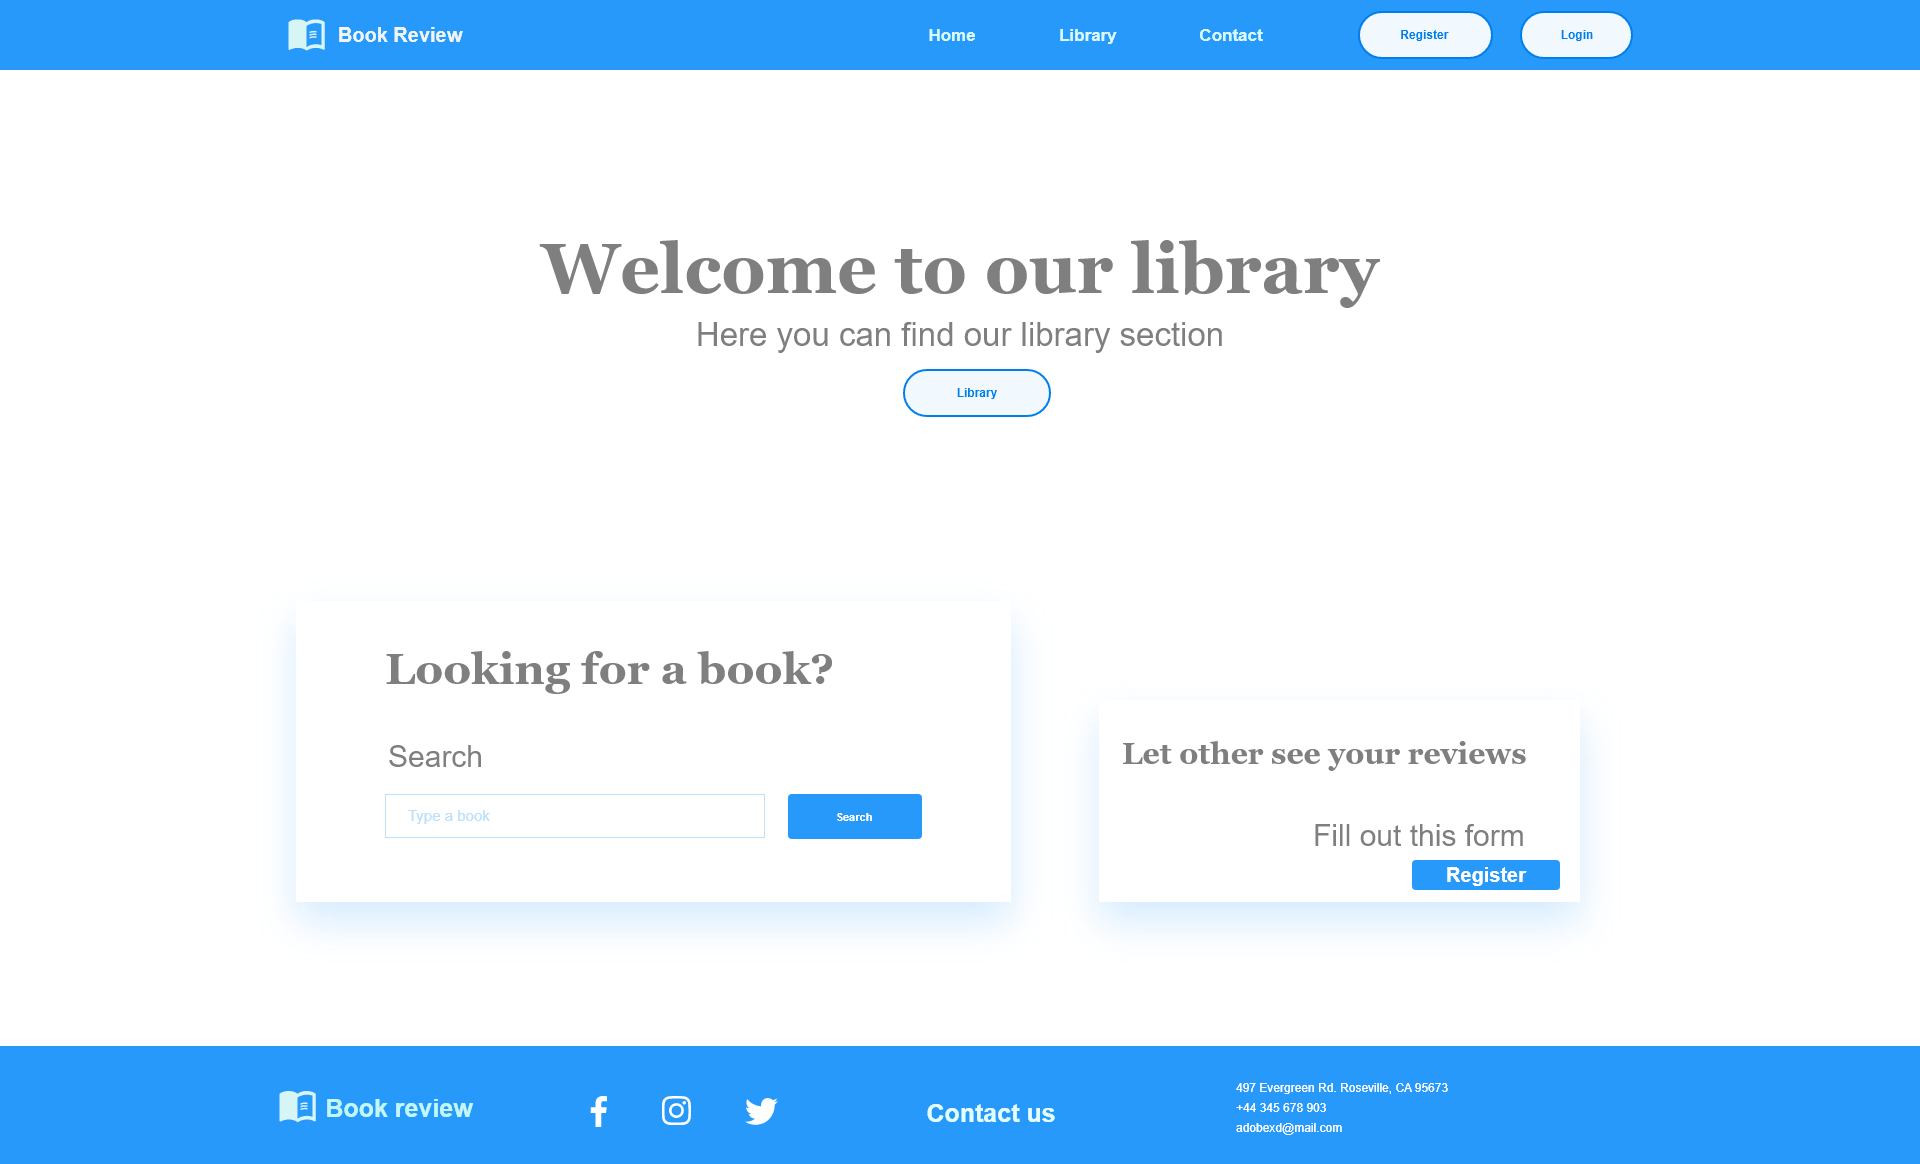 Book Review
Home
Library
Contact
Register
Login
Welcome to our library
Here you can find our library section
Library
Looking for a book?
Search
Type a book
Search
Let other see your reviews
Fill out this form
Register
Book review
Contact us
497 Evergreen Rd. Roseville, CA 95673
+44 345 678 903
adobexd@mail.com